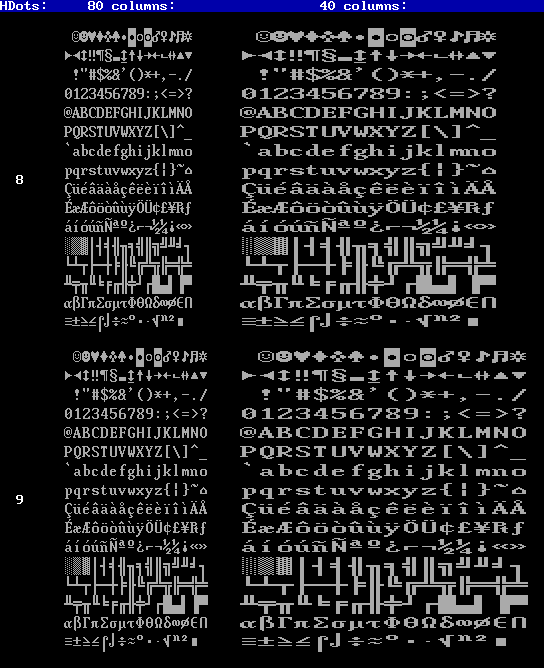 HDots: 80 columns: 40 columns:
☺☻♥♦♣♠•◘○◙♂♀♪♫☼ ☺☻♥♦♣♠•◘○◙♂♀♪♫☼
►◄↕‼¶§▬↨↑↓→←∟↔▲▼ ►◄↕‼¶§▬↨↑↓→←∟↔▲▼
!"#$%&'()*+,-./ !"#$%&'()*+,-./
0123456789:;<=>? 0123456789:;<=>?
@ABCDEFGHIJKLMNO @ABCDEFGHIJKLMNO
PQRSTUVWXYZ[\]^_ PQRSTUVWXYZ[\]^_
`abcdefghijklmno `abcdefghijklmno
pqrstuvwxyz{¦}~⌂ pqrstuvwxyz{¦}~⌂
8
ÇüéâäàåçêëèïîìÄÅ ÇüéâäàåçêëèïîìÄÅ
ÉæÆôöòûùÿÖÜ¢£¥₧ƒ ÉæÆôöòûùÿÖÜ¢£¥₧ƒ
áíóúñÑªº¿⌐¬½¼¡«» áíóúñÑªº¿⌐¬½¼¡«»
░▒▓│┤╡╢╖╕╣║╗╝╜╛┐ ░▒▓│┤╡╢╖╕╣║╗╝╜╛┐
└┴┬├─┼╞╟╚╔╩╦╠═╬╧ └┴┬├─┼╞╟╚╔╩╦╠═╬╧
╨╤╥╙╘╒╓╫╪┘┌█▄▌▐▀ ╨╤╥╙╘╒╓╫╪┘┌█▄▌▐▀
αßΓπΣσµτΦΘΩδ∞φε∩ αßΓπΣσµτΦΘΩδ∞φε∩
≡±≥≤⌠⌡÷≈°∙·√ⁿ²■ ≡±≥≤⌠⌡÷≈°∙·√ⁿ²■
☺☻♥♦♣♠•◘○◙♂♀♪♫☼ ☺☻♥♦♣♠•◘○◙♂♀♪♫☼
►◄↕‼¶§▬↨↑↓→←∟↔▲▼ ►◄↕‼¶§▬↨↑↓→←∟↔▲▼
!"#$%&'()*+,-./ !"#$%&'()*+,-./
0123456789:;<=>? 0123456789:;<=>?
@ABCDEFGHIJKLMNO @ABCDEFGHIJKLMNO
PQRSTUVWXYZ[\]^_ PQRSTUVWXYZ[\]^_
`abcdefghijklmno `abcdefghijklmno
pqrstuvwxyz{¦}~⌂ pqrstuvwxyz{¦}~⌂
9
ÇüéâäàåçêëèïîìÄÅ ÇüéâäàåçêëèïîìÄÅ
ÉæÆôöòûùÿÖÜ¢£¥₧ƒ ÉæÆôöòûùÿÖÜ¢£¥₧ƒ
áíóúñÑªº¿⌐¬½¼¡«» áíóúñÑªº¿⌐¬½¼¡«»
░▒▓│┤╡╢╖╕╣║╗╝╜╛┐ ░▒▓│┤╡╢╖╕╣║╗╝╜╛┐
└┴┬├─┼╞╟╚╔╩╦╠═╬╧ └┴┬├─┼╞╟╚╔╩╦╠═╬╧
╨╤╥╙╘╒╓╫╪┘┌█▄▌▐▀ ╨╤╥╙╘╒╓╫╪┘┌█▄▌▐▀
αßΓπΣσµτΦΘΩδ∞φε∩ αßΓπΣσµτΦΘΩδ∞φε∩
≡±≥≤⌠⌡÷≈°∙·√ⁿ²■ ≡±≥≤⌠⌡÷≈°∙·√ⁿ²■